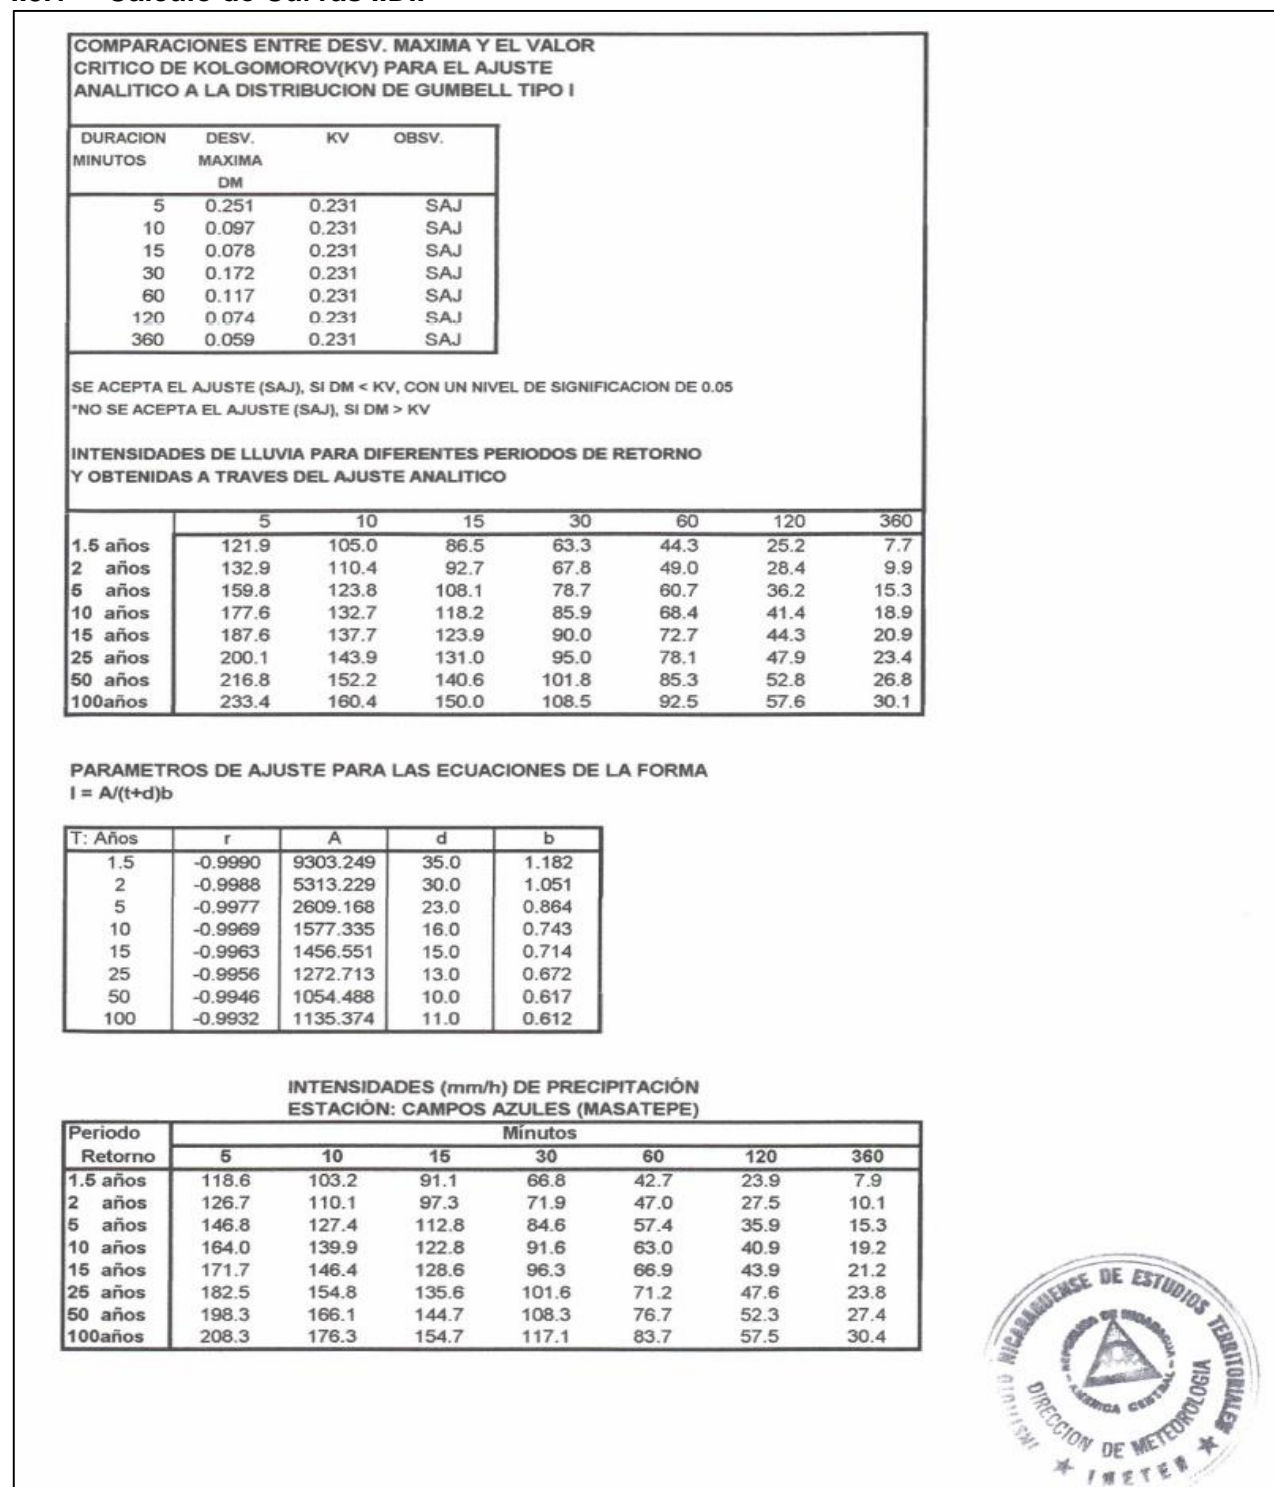 COMPARACIONES ENTRE DESV. MAXIMA Y EL VALOR
CRITICO DE KOLGOMOROV(KV) PARA EL AJUSTE
ANALITICO A LA DISTRIBUCION DE GUMBELL TIPO I
DURACION DESV. KV OBSV.
MINUTOS MAXIMA
DM
5 0.251 0.231 SAJ
10 0.097 0.231 SAJ
15 0.078 0.231 SAJ
30 0.172 0.231 SAJ
60 0.117 0.231 SAJ
120 0.074 0.231 SAJ
360 0.059 0.231 SAJ
SE ACEPTA EL AJUSTE (SAJ), SI DM < KV, CON UN NIVEL DE SIGNIFICACION DE 0.05
*NO SE ACEPTA EL AJUSTE (SAJ), SI DM > KV
INTENSIDADES DE LLUVIA PARA DIFERENTES PERIODOS DE RETORNO
Y OBTENIDAS A TRAVES DEL AJUSTE ANALITICO
5 10 15 30 60 120 360
1.5 años 121.9 105.0 86.5 63.3 44.3 25.2 7.7
2 años 132.9 110.4 92.7 67.8 49.0 28.4 9.9
5 años 159.8 123.8 108.1 78.7 60.7 36.2 15.3
10 años 177.6 132.7 118.2 85.9 68.4 41.4 18.9
15 años 187.6 137.7 123.9 90.0 72.7 44.3 20.9
25 años 200.1 143.9 131.0 95.0 78.1 47.9 23.4
50 años 216.8 152.2 140.6 101.8 85.3 52.8 26.8
100años 233.4 160.4 150.0 108.5 92.5 57.6 30.1
PARAMETROS DE AJUSTE PARA LAS ECUACIONES DE LA FORMA
I = A/(t+d)b
T: Años r A d b
1.5 -0.9990 9303.249 35.0 1.182
2 -0.9988 5313.229 30.0 1.051
5 -0.9977 2609.168 23.0 0.864
10 -0.9969 1577.335 16.0 0.743
15 -0.9963 1456.551 15.0 0.714
25 -0.9956 1272.713 13.0 0.672
50 -0.9946 1054.488 10.0 0.617
100 -0.9932 1135.374 11.0 0.612
INTENSIDADES (mm/h) DE PRECIPITACIÓN
ESTACIÓN: CAMPOS AZULES (MASATEPE)
Periodo Mínutos
Retorno 5 10 15 30 60 120 360
1.5 años 118.6 103.2 91.1 66.8 42.7 23.9 7.9
2 años 126.7 110.1 97.3 71.9 47.0 27.5 10.1
5 años 146.8 127.4 112.8 84.6 57.4 35.9 15.3
10 años 164.0 139.9 122.8 91.6 63.0 40.9 19.2
15 años 171.7 146.4 128.6 96.3 66.9 43.9 21.2
25 años 182.5 154.8 135.6 101.6 71.2 47.6 23.8
50 años 198.3 166.1 144.7 108.3 76.7 52.3 27.4
100años 208.3 176.3 154.7 117.1 83.7 57.5 30.4
INSTITUTO NICARAGUENSE DE ESTUDIOS TERRITORIALES
REPUBLICA DE NICARAGUA
AMERICA CENTRAL
DIRECCION DE METEOROLOGIA
INETER